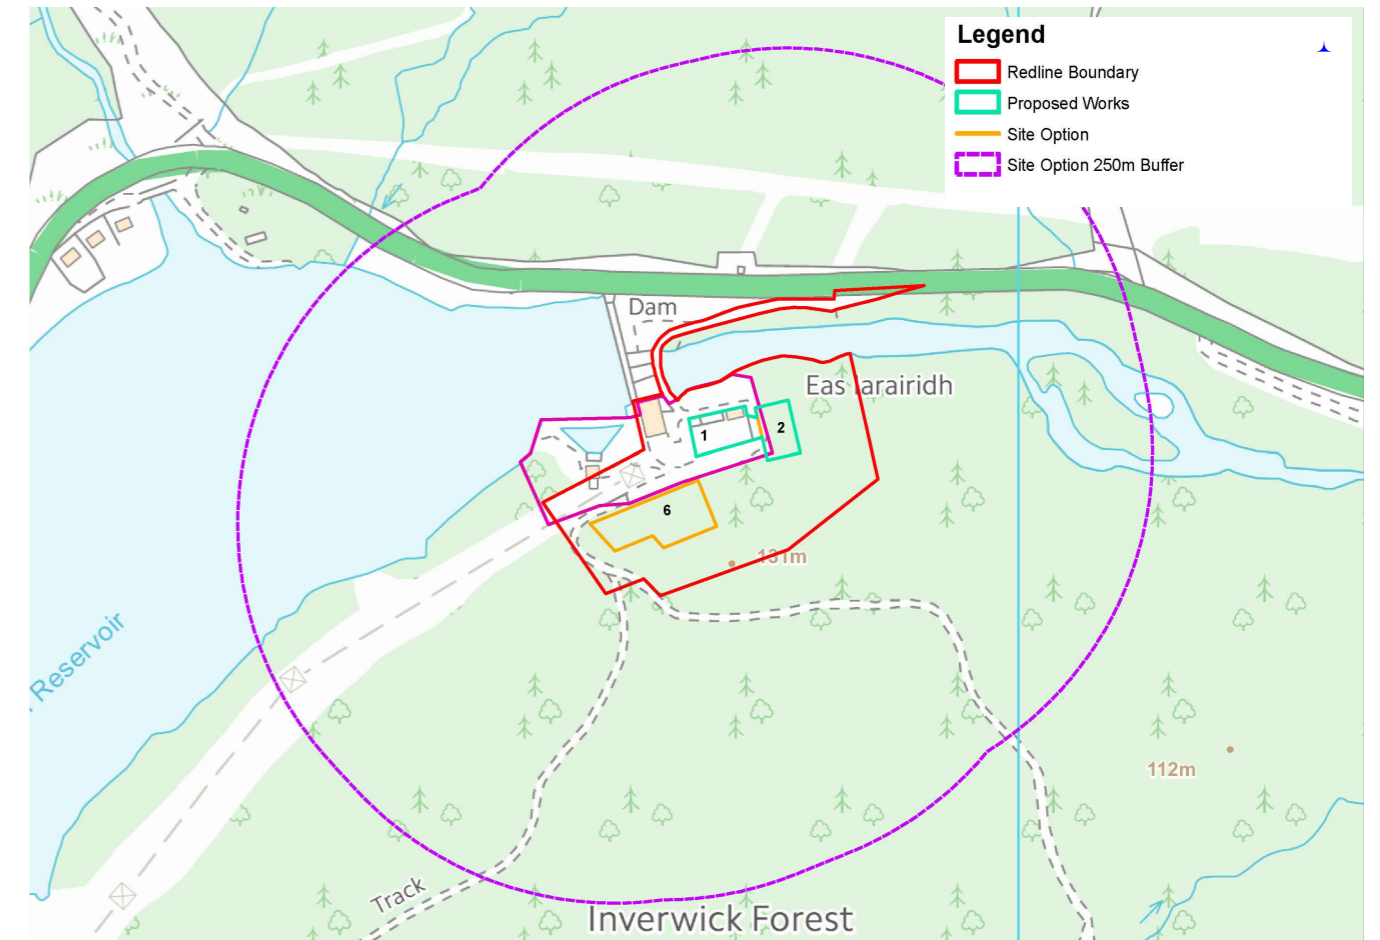 Legend
Redline Boundary
Proposed Works
Site Option
Site Option 250m Buffer
Dam
Eas Iarairidh
1
2
6
131m
Reservoir
112m
Track
Inverwick Forest